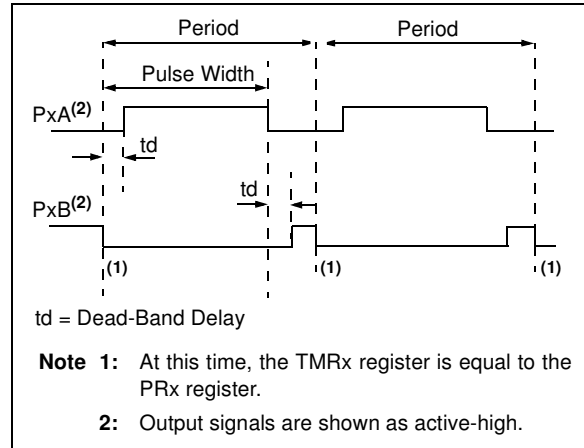 Period Period
Pulse Width
PxA(2)
td
td
PxB(2)
(1) (1) (1)
td = Dead-Band Delay
Note 1: At this time, the TMRx register is equal to the
PRx register.
2: Output signals are shown as active-high.